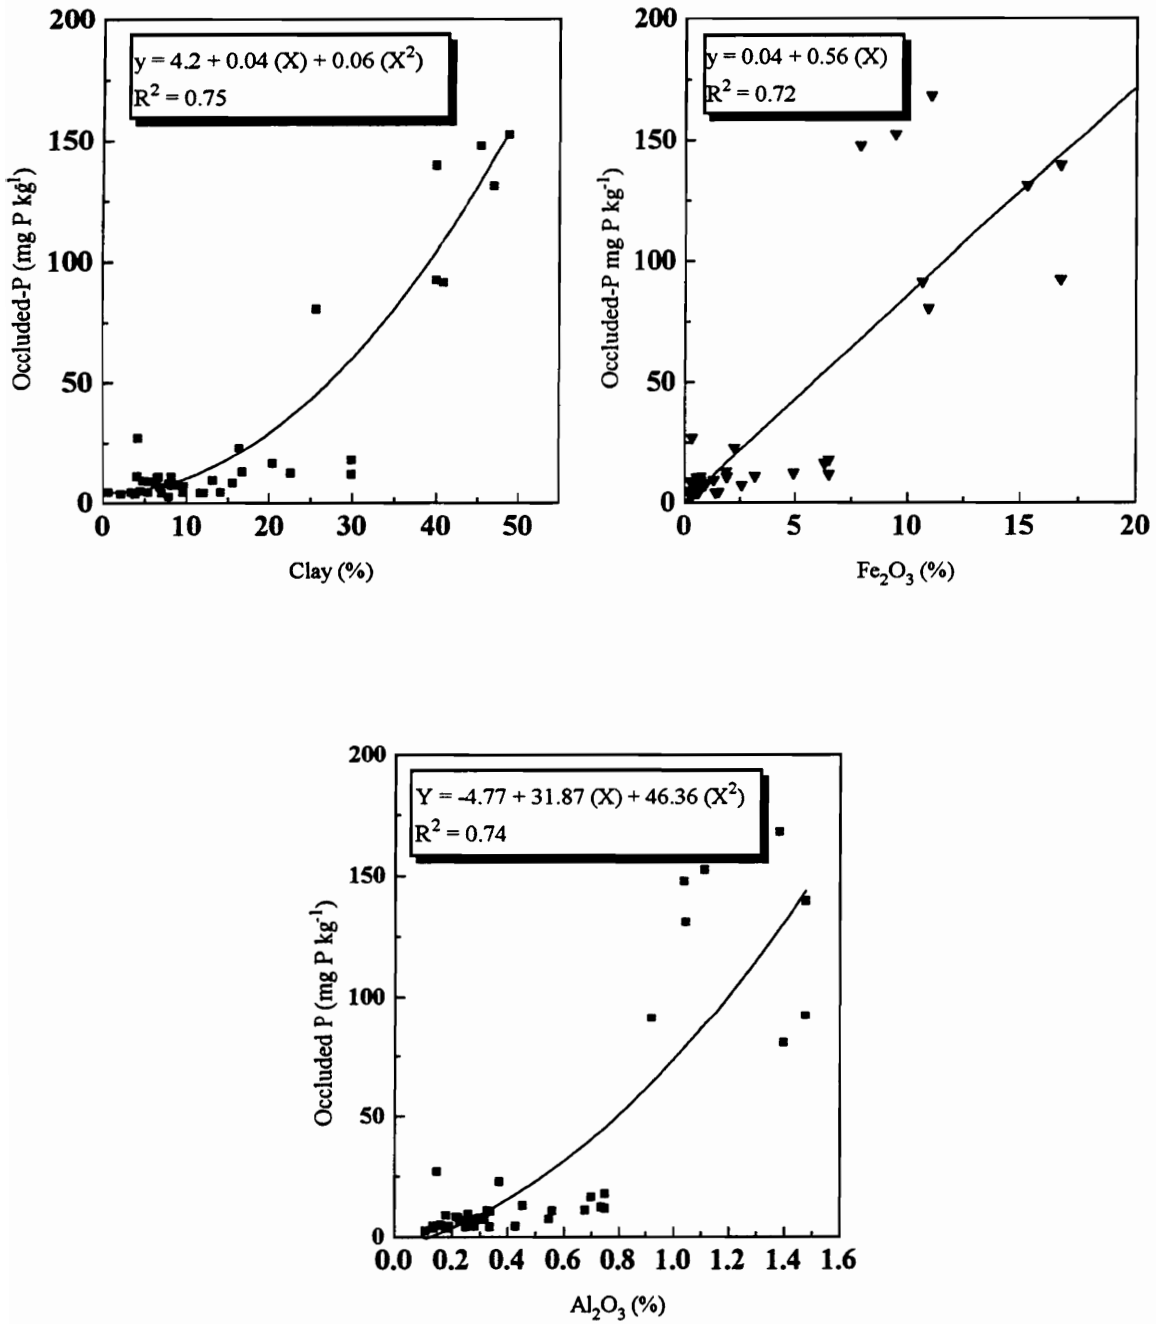 y = 4.2 + 0.04 (X) + 0.06 (X²)
R² = 0.75
200
150
100
50
0
Occluded-P (mg P kg¹)
0 10 20 30 40 50
Clay (%)
y = 0.04 + 0.56 (X)
R² = 0.72
200
150
100
50
0
Occluded-P mg P kg⁻¹)
0 5 10 15 20
Fe₂O₃ (%)
Y = -4.77 + 31.87 (X) + 46.36 (X²)
R² = 0.74
200
150
100
50
0
Occluded P (mg P kg⁻¹)
0.0 0.2 0.4 0.6 0.8 1.0 1.2 1.4 1.6
Al₂O₃ (%)